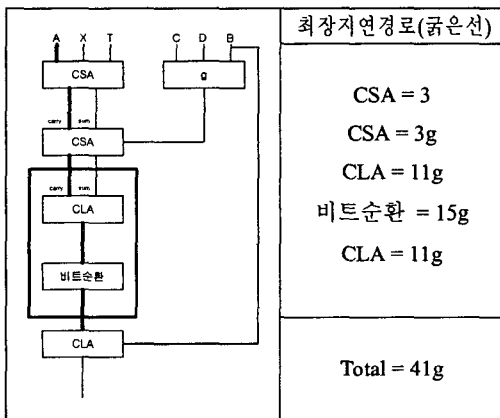 최장지연경로(굵은선)
A X T C D B
CSA g
carry sum
CSA
carry sum
CLA
비트순환
CLA
CSA = 3
CSA = 3g
CLA = 11g
비트순환 = 15g
CLA = 11g
Total = 41g